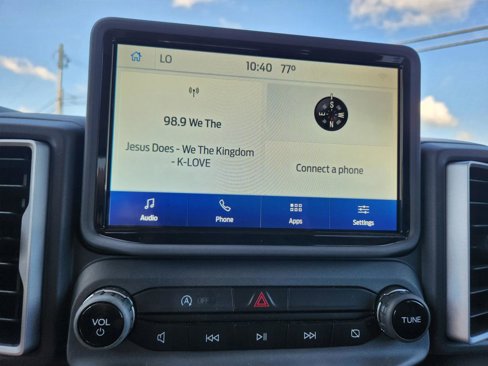 LO
10:40 77°
98.9 We The
Jesus Does - We The Kingdom
- K-LOVE
S
E
W
N
Connect a phone
Audio
Phone
Apps
Settings
A OFF
VOL
TUNE